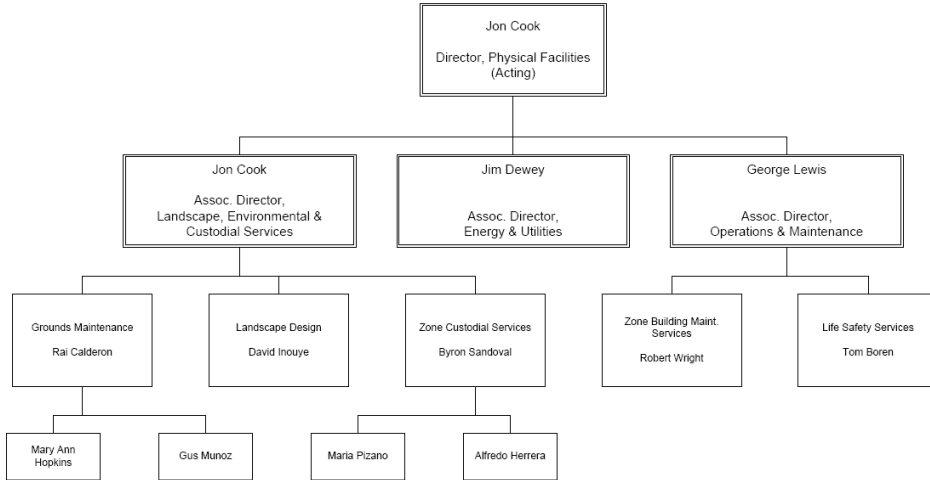 Jon Cook
Director, Physical Facilities
(Acting)
Jon Cook
Assoc. Director,
Landscape, Environmental &
Custodial Services
Jim Dewey
Assoc. Director,
Energy & Utilities
George Lewis
Assoc. Director,
Operations & Maintenance
Grounds Maintenance
Rai Calderon
Landscape Design
David Inouye
Zone Custodial Services
Byron Sandoval
Zone Building Maint.
Services
Robert Wright
Life Safety Services
Tom Boren
Mary Ann
Hopkins
Gus Munoz
Maria Pizano
Alfredo Herrera